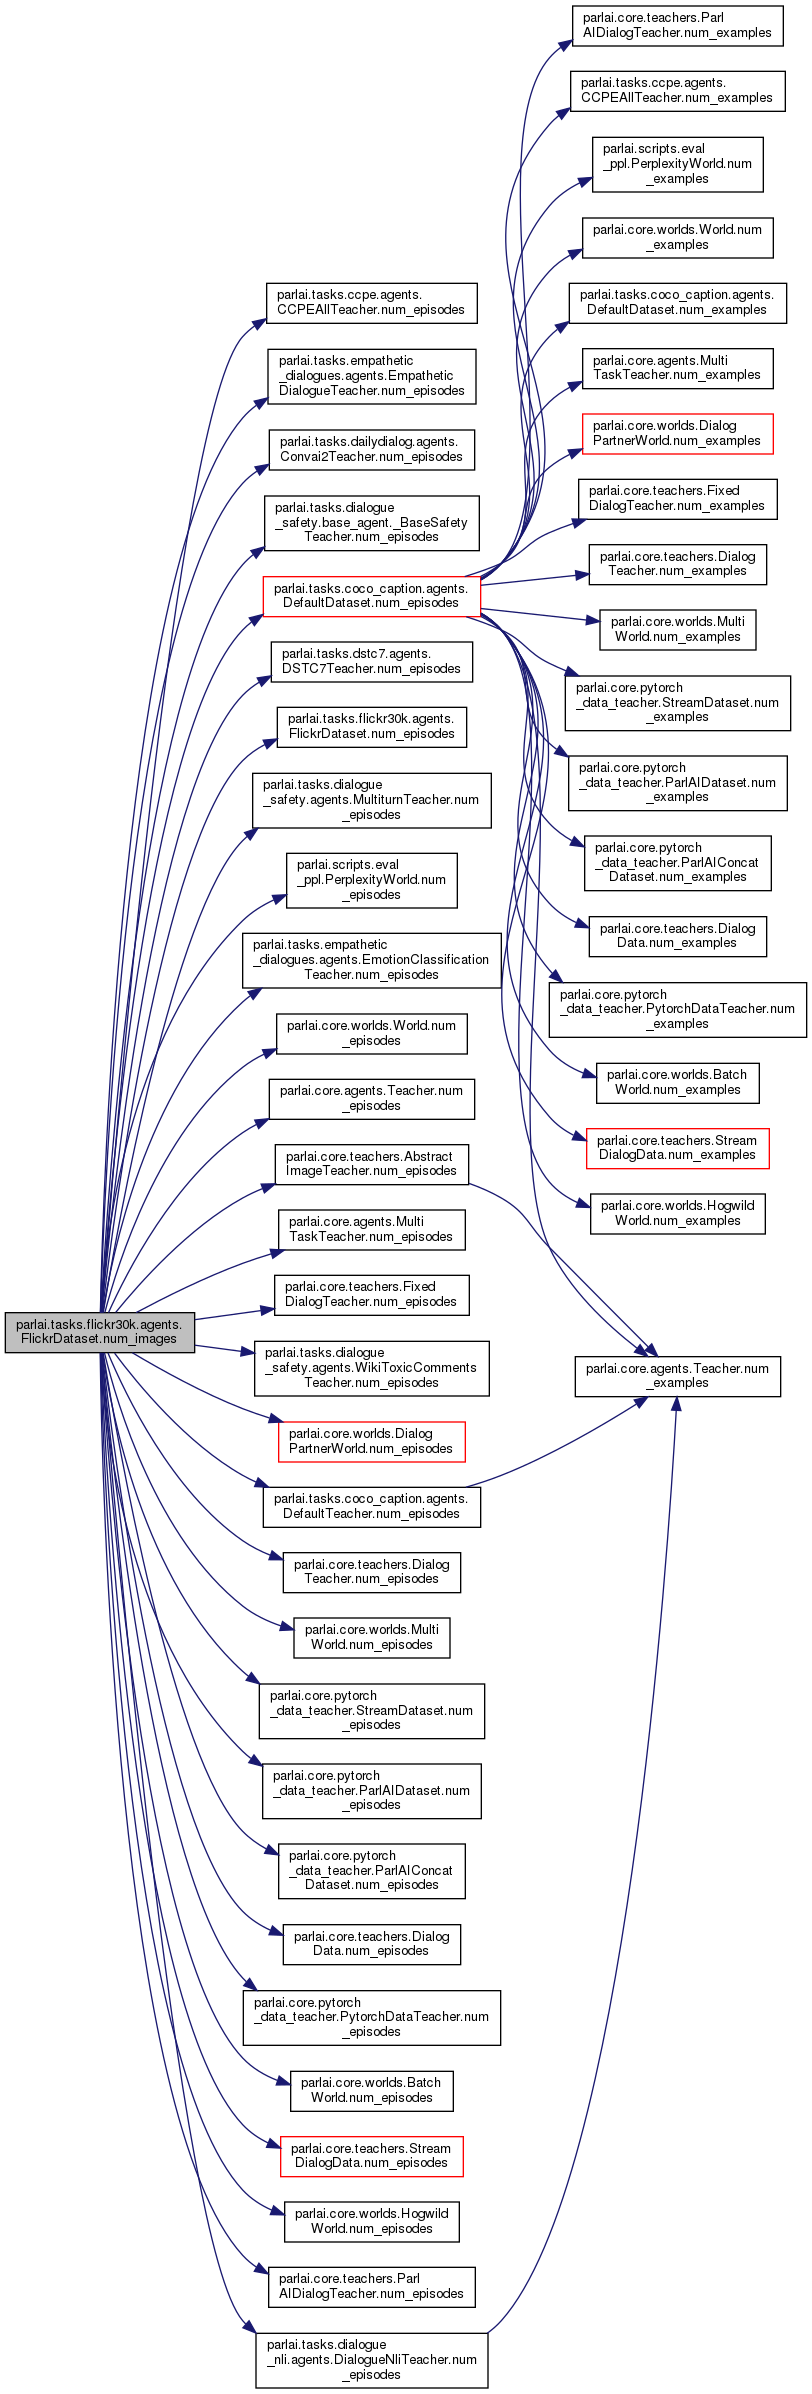 parlai.core.teachers.Parl
AIDialogTeacher.num_examples
parlai.tasks.ccpe.agents.
CCPEAllTeacher.num_examples
parlai.scripts.eval
_ppl.PerplexityWorld.num
_examples
parlai.core.worlds.World.num
_examples
parlai.tasks.coco_caption.agents.
DefaultDataset.num_examples
parlai.core.agents.Multi
TaskTeacher.num_examples
parlai.core.worlds.Dialog
PartnerWorld.num_examples
parlai.core.teachers.Fixed
DialogTeacher.num_examples
parlai.core.teachers.Dialog
Teacher.num_examples
parlai.core.worlds.Multi
World.num_examples
parlai.core.pytorch
_data_teacher.StreamDataset.num
_examples
parlai.core.pytorch
_data_teacher.ParlAIDataset.num
_examples
parlai.core.pytorch
_data_teacher.ParlAIConcat
Dataset.num_examples
parlai.core.teachers.Dialog
Data.num_examples
parlai.core.pytorch
_data_teacher.PytorchDataTeacher.num
_examples
parlai.core.worlds.Batch
World.num_examples
parlai.core.teachers.Stream
DialogData.num_examples
parlai.core.worlds.Hogwild
World.num_examples
parlai.core.agents.Teacher.num
_examples
parlai.tasks.ccpe.agents.
CCPEAllTeacher.num_episodes
parlai.tasks.empathetic
_dialogues.agents.Empathetic
DialogueTeacher.num_episodes
parlai.tasks.dailydialog.agents.
Convai2Teacher.num_episodes
parlai.tasks.dialogue
_safety.base_agent._BaseSafety
Teacher.num_episodes
parlai.tasks.coco_caption.agents.
DefaultDataset.num_episodes
parlai.tasks.dstc7.agents.
DSTC7Teacher.num_episodes
parlai.tasks.flickr30k.agents.
FlickrDataset.num_episodes
parlai.tasks.dialogue
_safety.agents.MultiturnTeacher.num
_episodes
parlai.scripts.eval
_ppl.PerplexityWorld.num
_episodes
parlai.tasks.empathetic
_dialogues.agents.EmotionClassification
Teacher.num_episodes
parlai.core.worlds.World.num
_episodes
parlai.core.agents.Teacher.num
_episodes
parlai.core.teachers.Abstract
ImageTeacher.num_episodes
parlai.core.agents.Multi
TaskTeacher.num_episodes
parlai.core.teachers.Fixed
DialogTeacher.num_episodes
parlai.tasks.flickr30k.agents.
FlickrDataset.num_images
parlai.tasks.dialogue
_safety.agents.WikiToxicComments
Teacher.num_episodes
parlai.core.worlds.Dialog
PartnerWorld.num_episodes
parlai.tasks.coco_caption.agents.
DefaultTeacher.num_episodes
parlai.core.teachers.Dialog
Teacher.num_episodes
parlai.core.worlds.Multi
World.num_episodes
parlai.core.pytorch
_data_teacher.StreamDataset.num
_episodes
parlai.core.pytorch
_data_teacher.ParlAIDataset.num
_episodes
parlai.core.pytorch
_data_teacher.ParlAIConcat
Dataset.num_episodes
parlai.core.teachers.Dialog
Data.num_episodes
parlai.core.pytorch
_data_teacher.PytorchDataTeacher.num
_episodes
parlai.core.worlds.Batch
World.num_episodes
parlai.core.teachers.Stream
DialogData.num_episodes
parlai.core.worlds.Hogwild
World.num_episodes
parlai.core.teachers.Parl
AIDialogTeacher.num_episodes
parlai.tasks.dialogue
_nli.agents.DialogueNliTeacher.num
_episodes